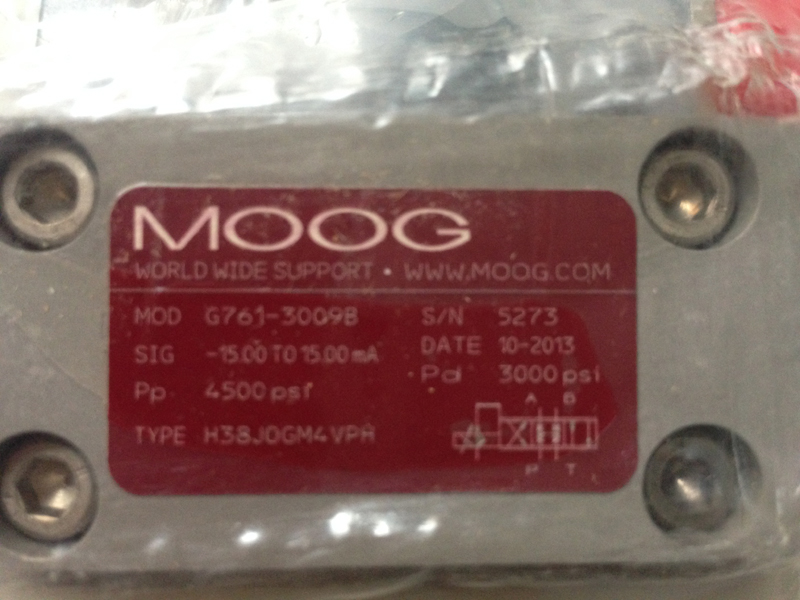 MOOG
WORLD WIDE SUPPORT • WWW.MOOG.COM
MOD G761-3009B S/N 5273
SIG -15.00 TO 15.00 mA DATE 10-2013
Pp 4500 psi Pd 3000 psi
TYPE H38JOGM4VPH
A B
P T